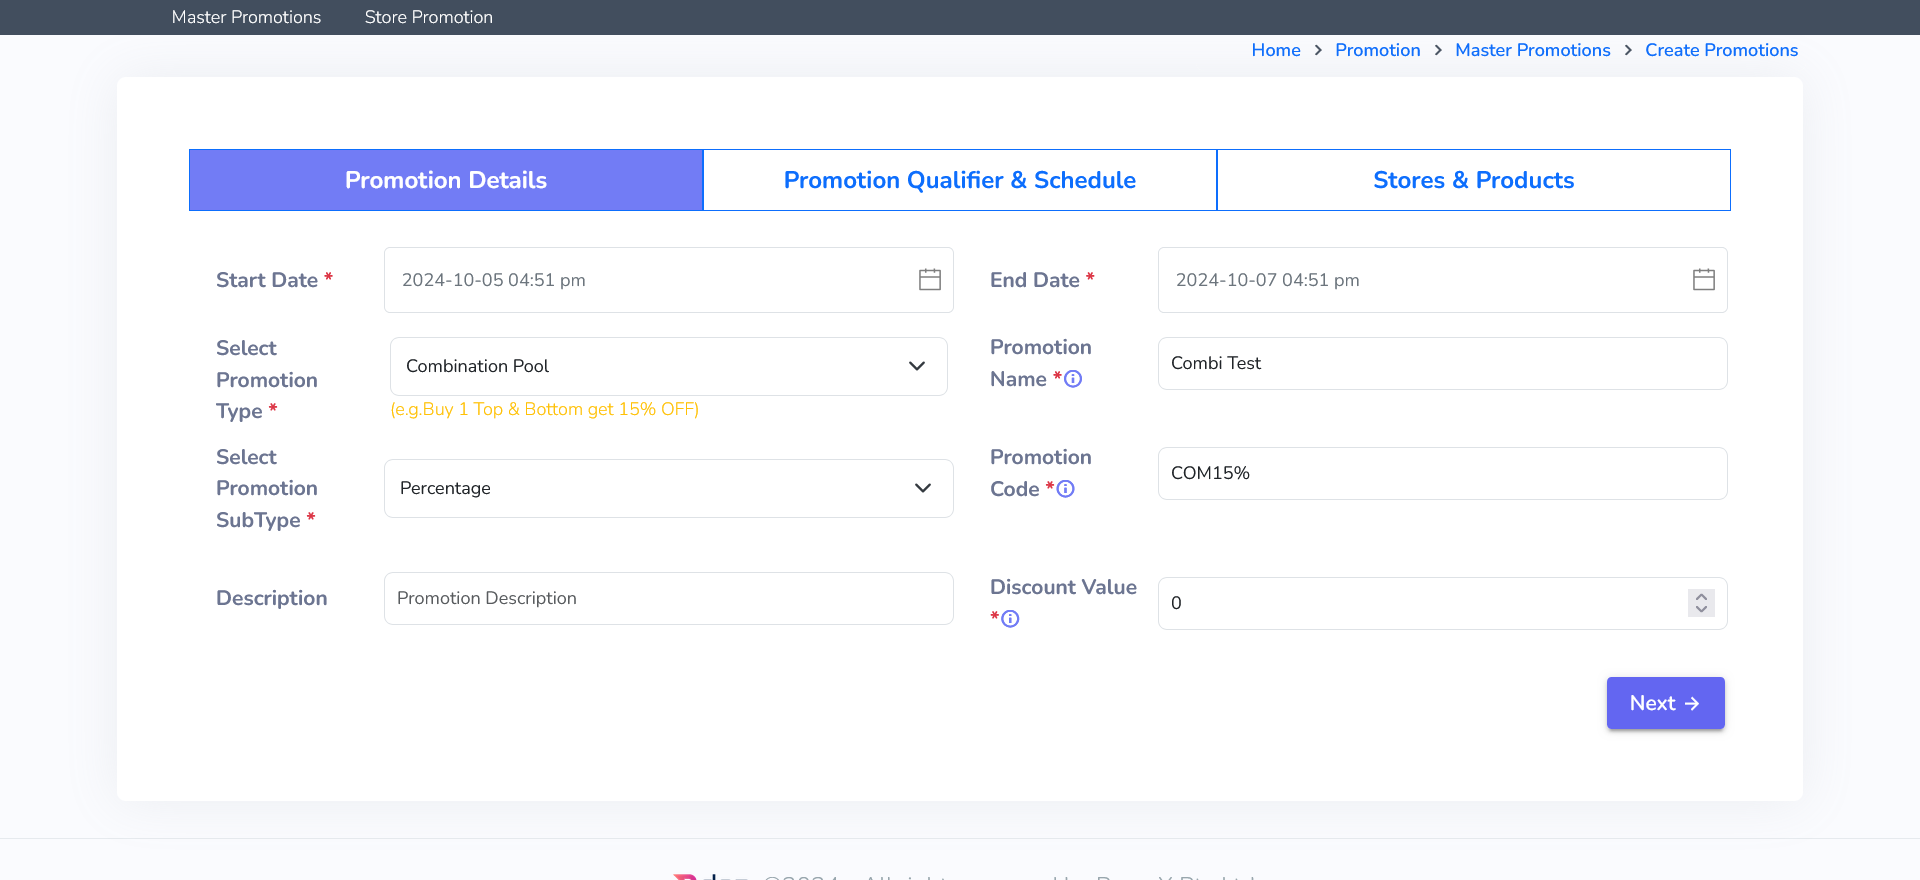 Master Promotions Store Promotion
Home > Promotion > Master Promotions > Create Promotions
Promotion Details
Promotion Qualifier & Schedule
Stores & Products
Start Date *
2024-10-05 04:51 pm
End Date *
2024-10-07 04:51 pm
Select
Promotion
Type *
Combination Pool
(e.g.Buy 1 Top & Bottom get 15% OFF)
Promotion
Name *
Combi Test
Select
Promotion
SubType *
Percentage
Promotion
Code *
COM15%
Description
Promotion Description
Discount Value
*
0
Next →